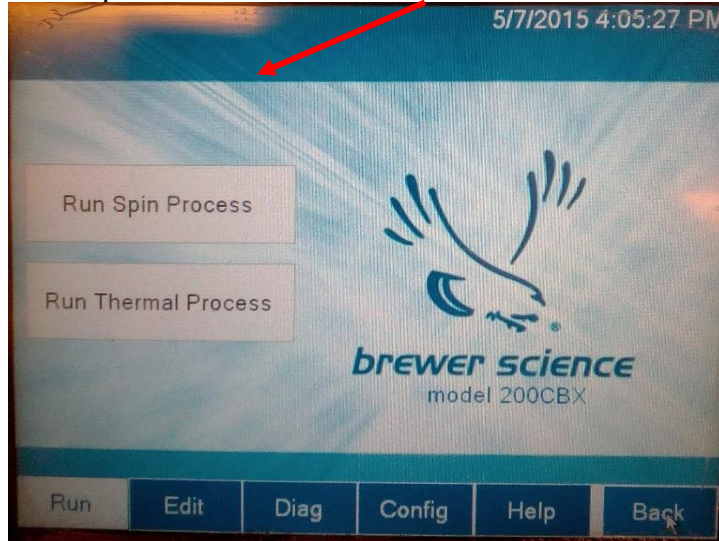 5/7/2015 4:05:27 PM
Run Spin Process
Run Thermal Process
brewer science
model 200CBX
Run Edit Diag Config Help Back